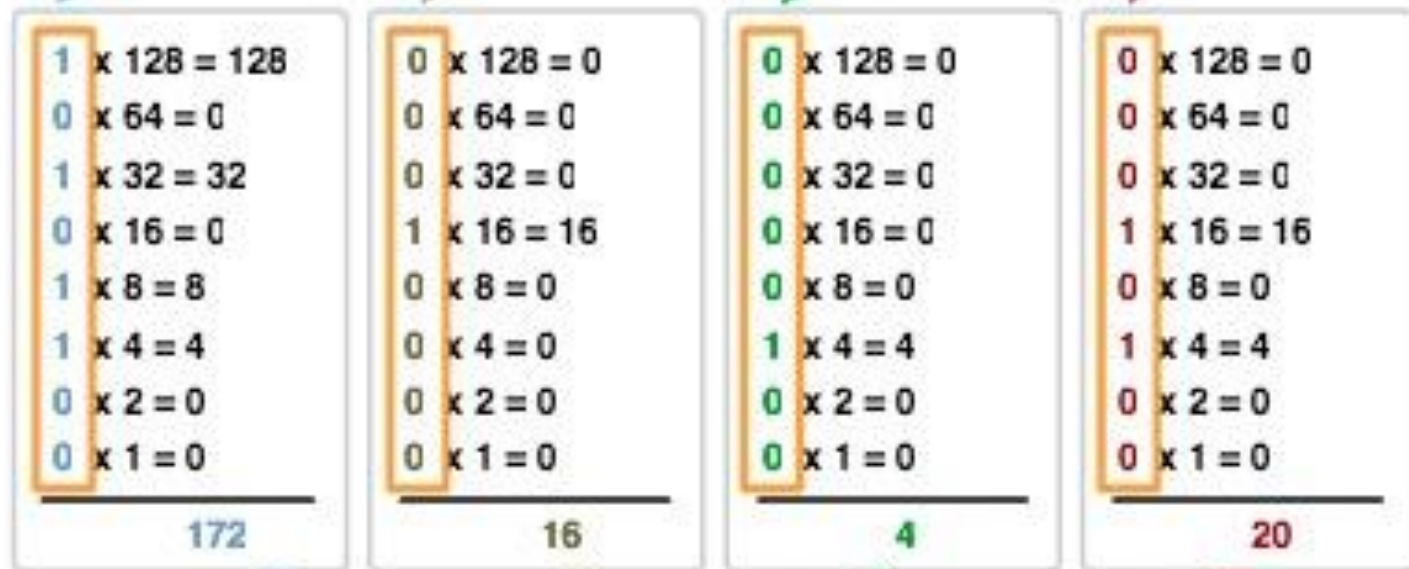 1 x 128 = 128
0 x 64 = 0
1 x 32 = 32
0 x 16 = 0
1 x 8 = 8
1 x 4 = 4
0 x 2 = 0
0 x 1 = 0
172
0 x 128 = 0
0 x 64 = 0
0 x 32 = 0
1 x 16 = 16
0 x 8 = 0
0 x 4 = 0
0 x 2 = 0
0 x 1 = 0
16
0 x 128 = 0
0 x 64 = 0
0 x 32 = 0
0 x 16 = 0
0 x 8 = 0
1 x 4 = 4
0 x 2 = 0
0 x 1 = 0
4
0 x 128 = 0
0 x 64 = 0
0 x 32 = 0
1 x 16 = 16
0 x 8 = 0
1 x 4 = 4
0 x 2 = 0
0 x 1 = 0
20